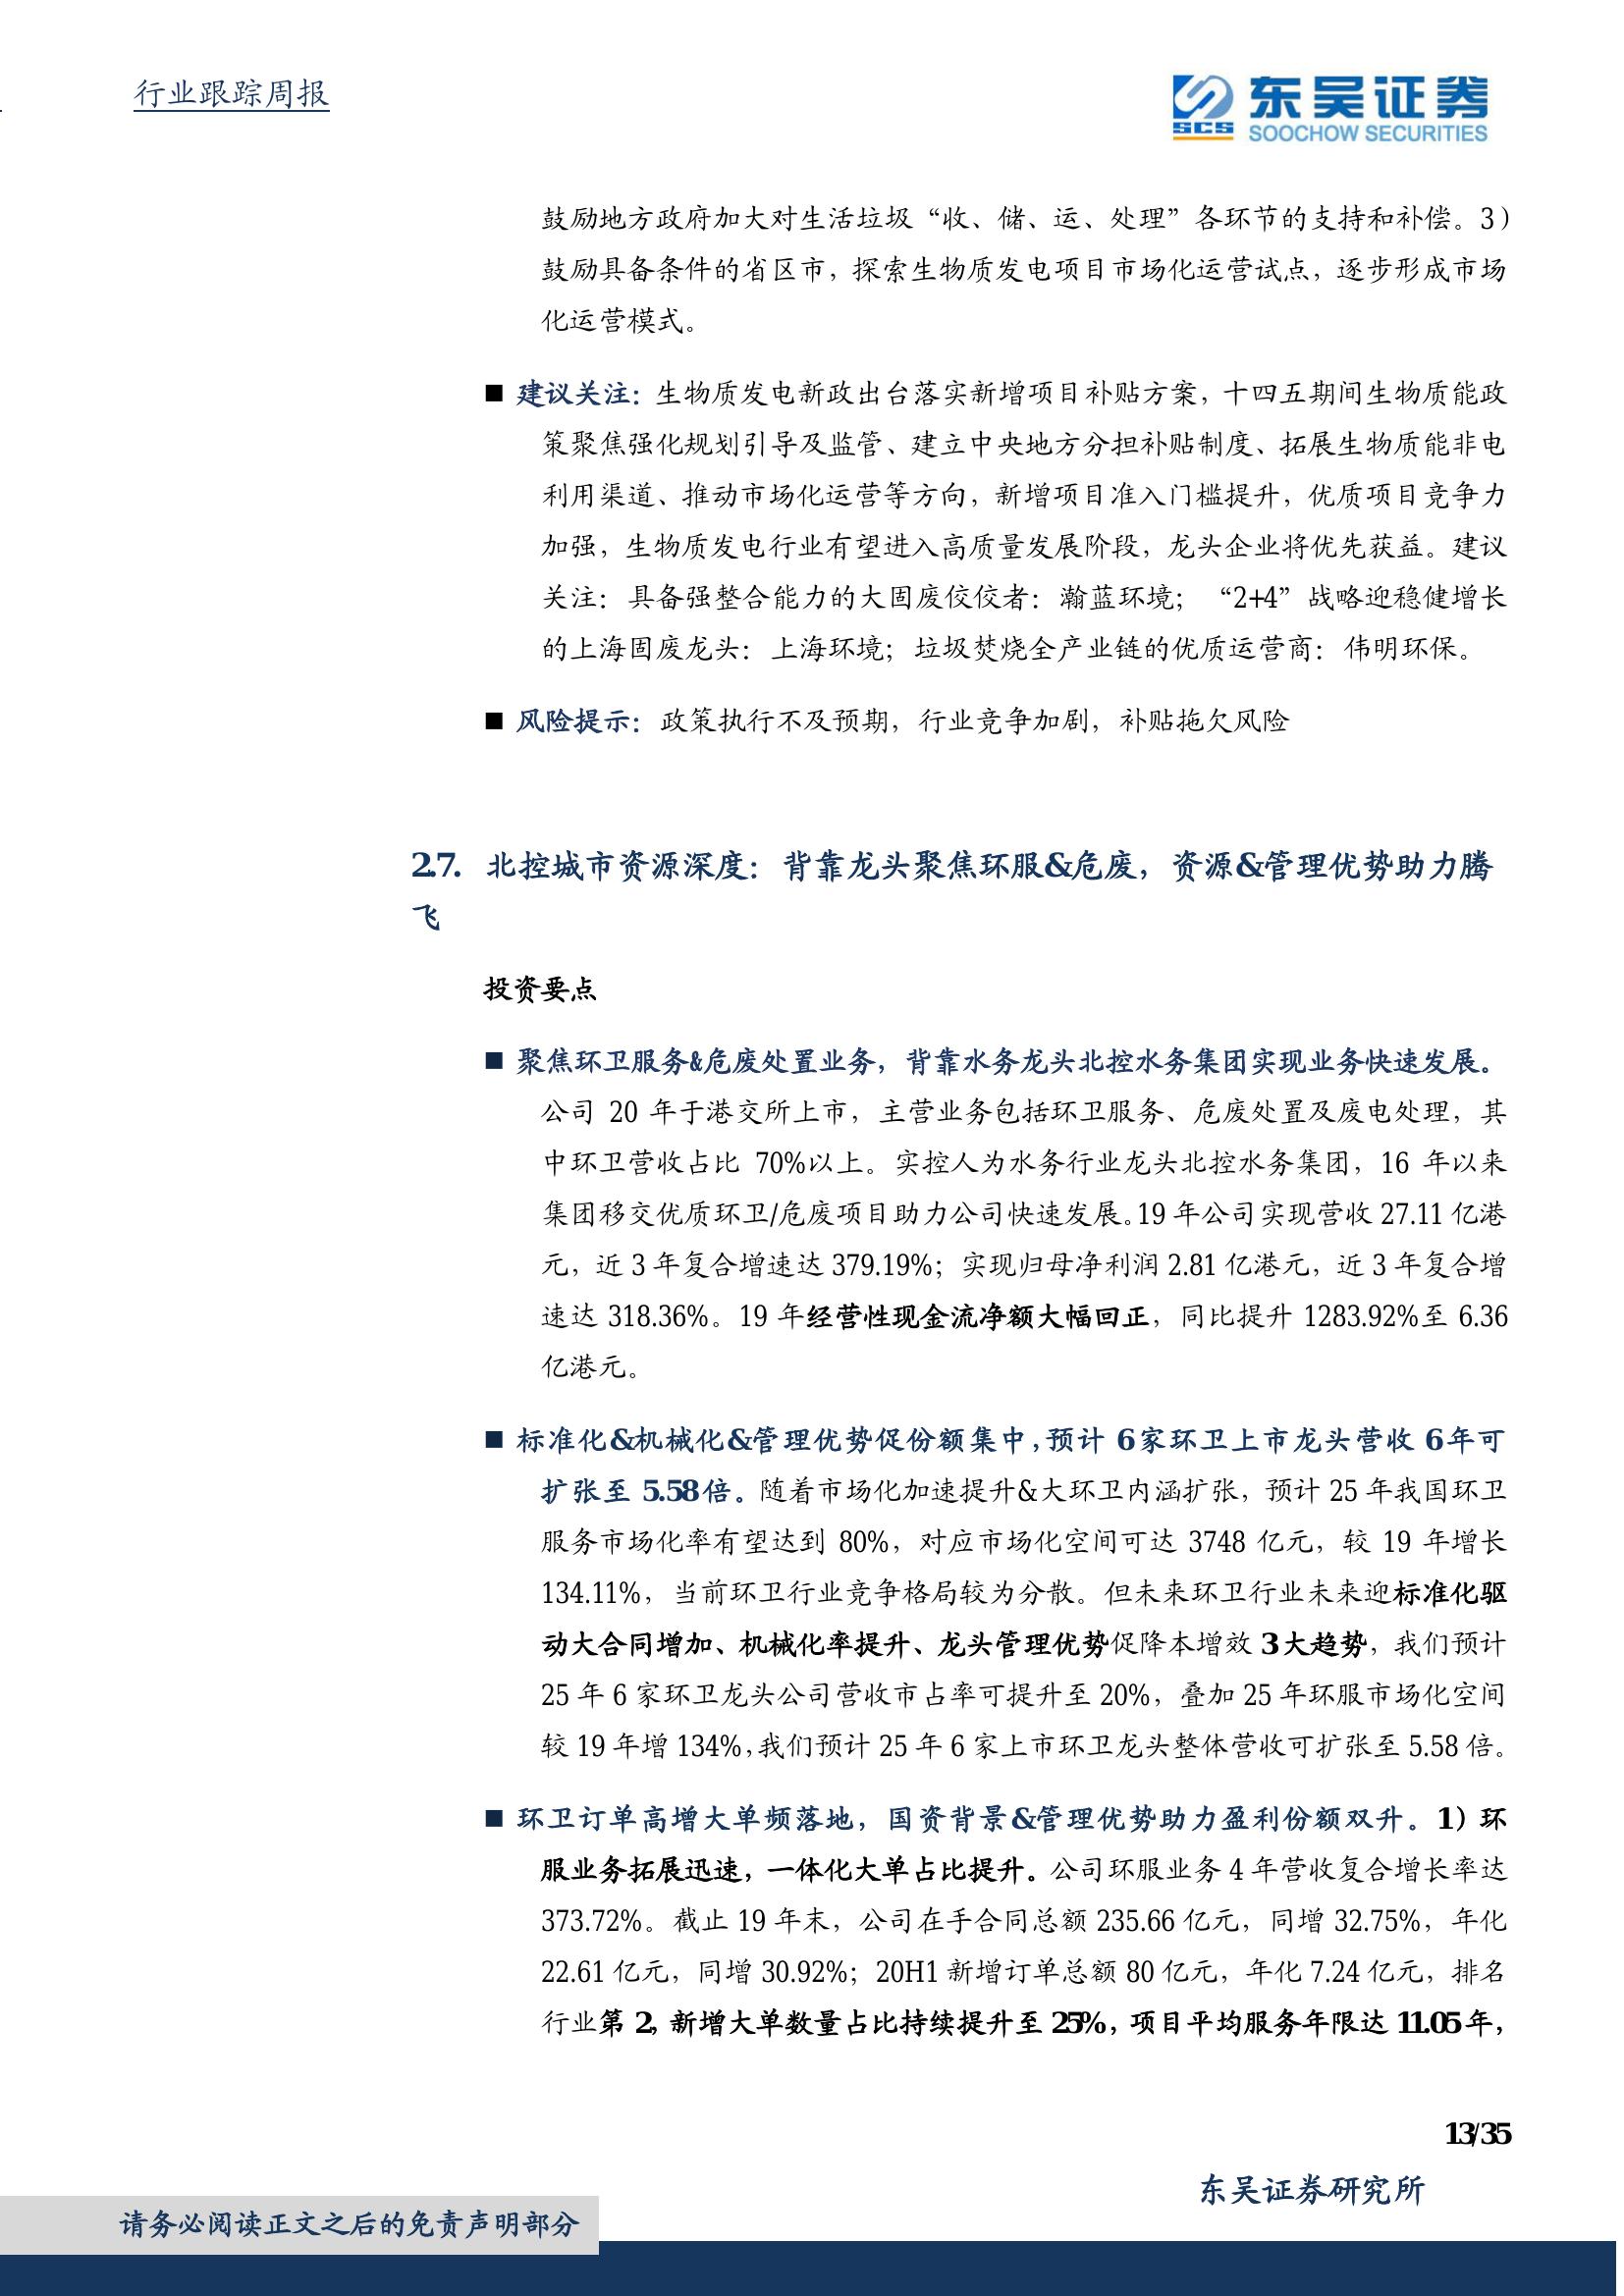 行业跟踪周报
SCS 东吴证券
SOOCHOW SECURITIES
鼓励地方政府加大对生活垃圾“收、储、运、处理”各环节的支持和补偿。3）
鼓励具备条件的省区市，探索生物质发电项目市场化运营试点，逐步形成市场
化运营模式。
■ 建议关注：生物质发电新政出台落实新增项目补贴方案，十四五期间生物质能政
策聚焦强化规划引导及监管、建立中央地方分担补贴制度、拓展生物质能非电
利用渠道、推动市场化运营等方向，新增项目准入门槛提升，优质项目竞争力
加强，生物质发电行业有望进入高质量发展阶段，龙头企业将优先获益。建议
关注：具备强整合能力的大固废佼佼者：瀚蓝环境；“2+4”战略迎稳健增长
的上海固废龙头：上海环境；垃圾焚烧全产业链的优质运营商：伟明环保。
■ 风险提示：政策执行不及预期，行业竞争加剧，补贴拖欠风险
2.7. 北控城市资源深度：背靠龙头聚焦环服&危废，资源&管理优势助力腾
飞
投资要点
■ 聚焦环卫服务&危废处置业务，背靠水务龙头北控水务集团实现业务快速发展。
公司 20 年于港交所上市，主营业务包括环卫服务、危废处置及废电处理，其
中环卫营收占比 70%以上。实控人为水务行业龙头北控水务集团，16 年以来
集团移交优质环卫/危废项目助力公司快速发展。19 年公司实现营收 27.11 亿港
元，近 3 年复合增速达 379.19%；实现归母净利润 2.81 亿港元，近 3 年复合增
速达 318.36%。19 年经营性现金流净额大幅回正，同比提升 1283.92%至 6.36
亿港元。
■ 标准化&机械化&管理优势促份额集中，预计 6 家环卫上市龙头营收 6 年可
扩张至 5.58 倍。随着市场化加速提升&大环卫内涵扩张，预计 25 年我国环卫
服务市场化率有望达到 80%，对应市场化空间可达 3748 亿元，较 19 年增长
134.11%，当前环卫行业竞争格局较为分散。但未来环卫行业未来迎标准化驱
动大合同增加、机械化率提升、龙头管理优势促降本增效 3 大趋势，我们预计
25 年 6 家环卫龙头公司营收市占率可提升至 20%，叠加 25 年环服市场化空间
较 19 年增 134%，我们预计 25 年 6 家上市环卫龙头整体营收可扩张至 5.58 倍。
■ 环卫订单高增大单频落地，国资背景&管理优势助力盈利份额双升。1）环
服业务拓展迅速，一体化大单占比提升。公司环服业务 4 年营收复合增长率达
373.72%。截止 19 年末，公司在手合同总额 235.66 亿元，同增 32.75%，年化
22.61 亿元，同增 30.92%；20H1 新增订单总额 80 亿元，年化 7.24 亿元，排名
行业第 2，新增大单数量占比持续提升至 25%，项目平均服务年限达 11.05 年，
13/35
东吴证券研究所
请务必阅读正文之后的免责声明部分